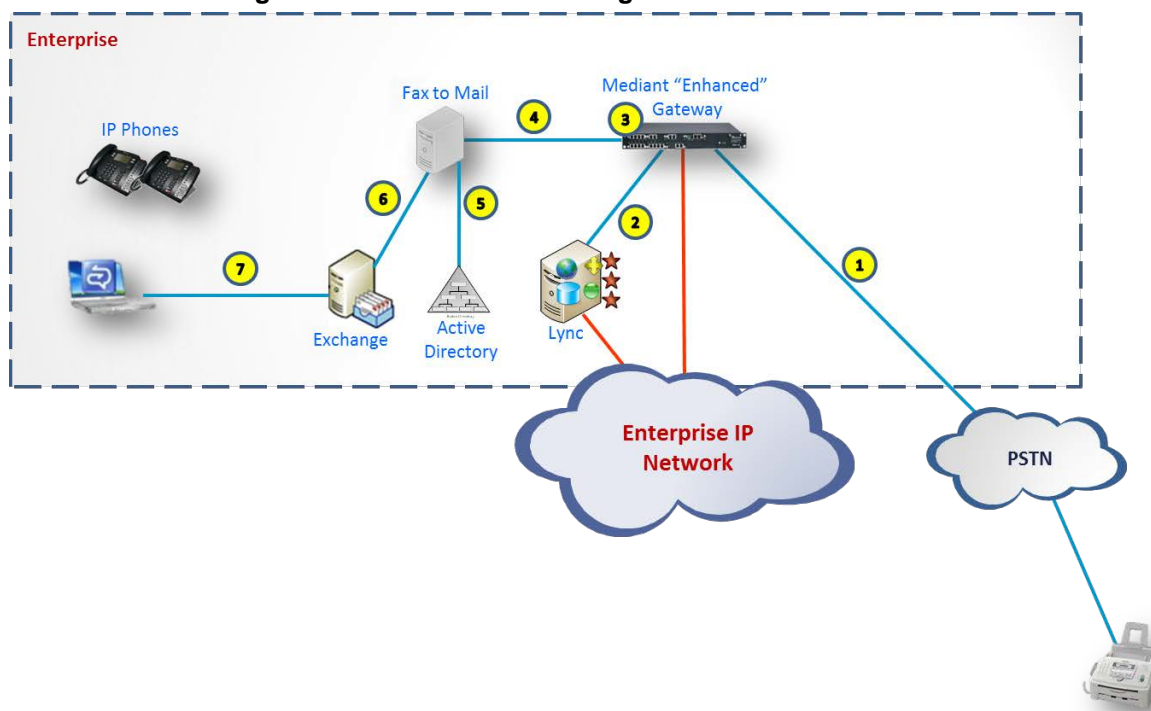 Enterprise
Fax to Mail
Mediant “Enhanced”
Gateway
IP Phones
4
3
6
5
2
7
1
Exchange
Active
Directory
Lync
Enterprise IP
Network
PSTN